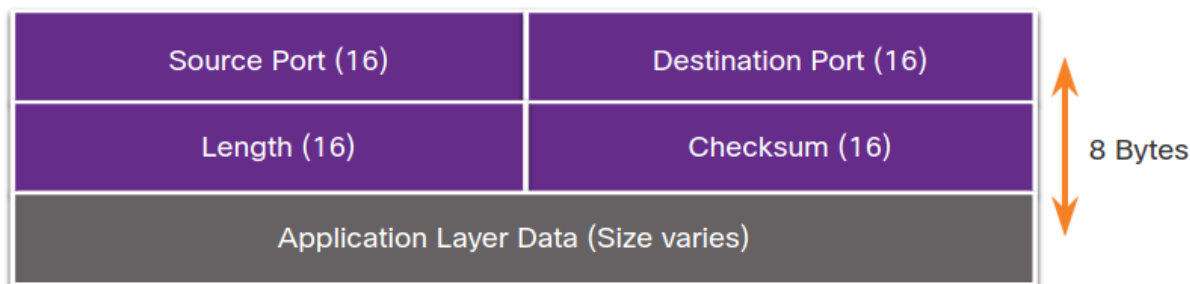 Source Port (16)
Destination Port (16)
Length (16)
Checksum (16)
8 Bytes
Application Layer Data (Size varies)